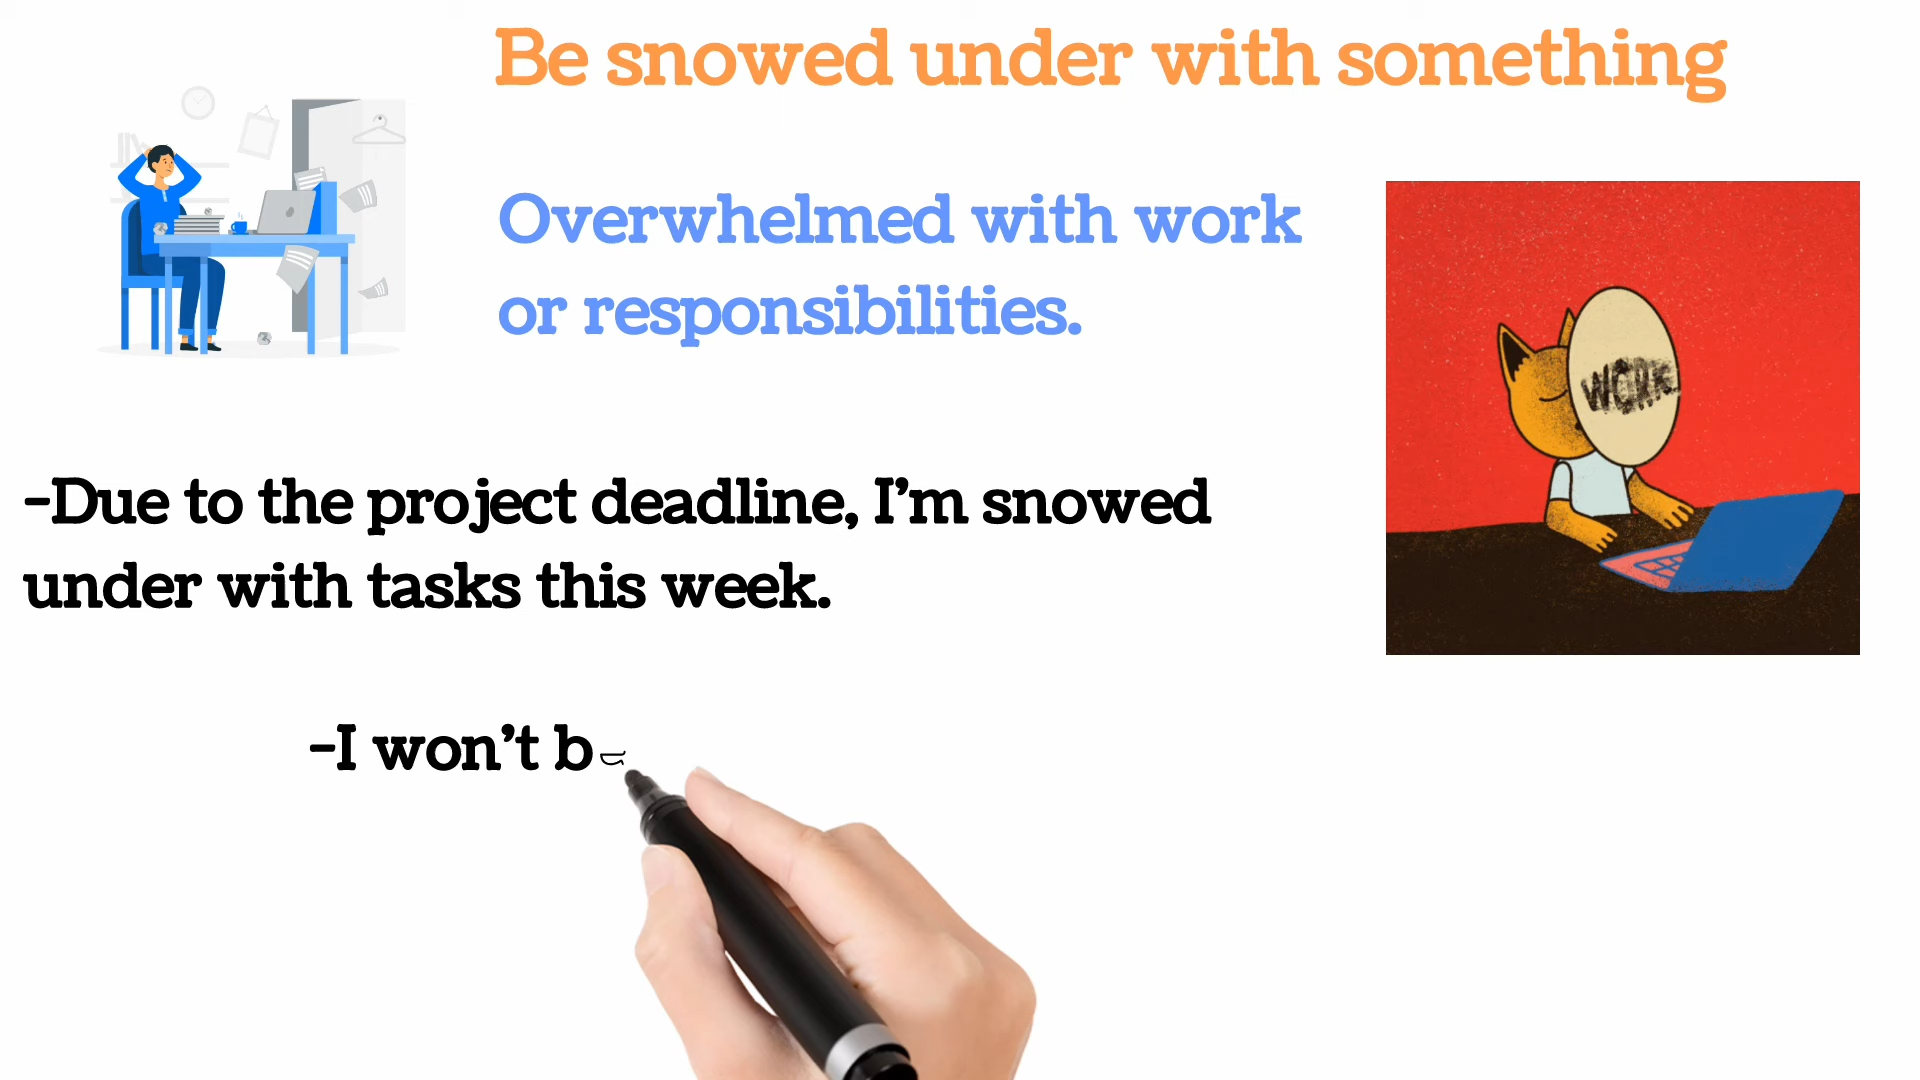 Be snowed under with something
Overwhelmed with work
or responsibilities.
WORK
-Due to the project deadline, I'm snowed
under with tasks this week.
-I won't b